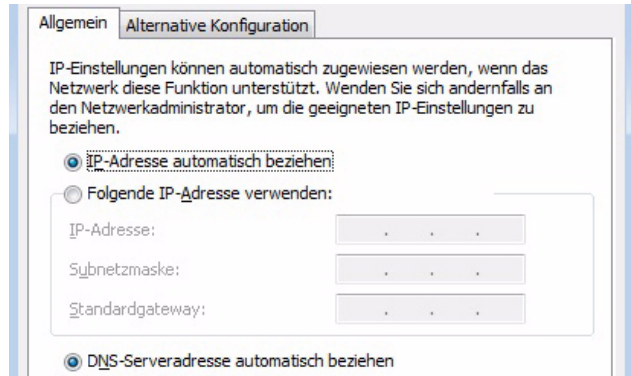 Allgemein Alternative Konfiguration
IP-Einstellungen können automatisch zugewiesen werden, wenn das
Netzwerk diese Funktion unterstützt. Wenden Sie sich andernfalls an
den Netzwerkadministrator, um die geeigneten IP-Einstellungen zu
beziehen.
IP-Adresse automatisch beziehen
Folgende IP-Adresse verwenden:
IP-Adresse:
Subnetzmaske:
Standardgateway:
DNS-Serveradresse automatisch beziehen